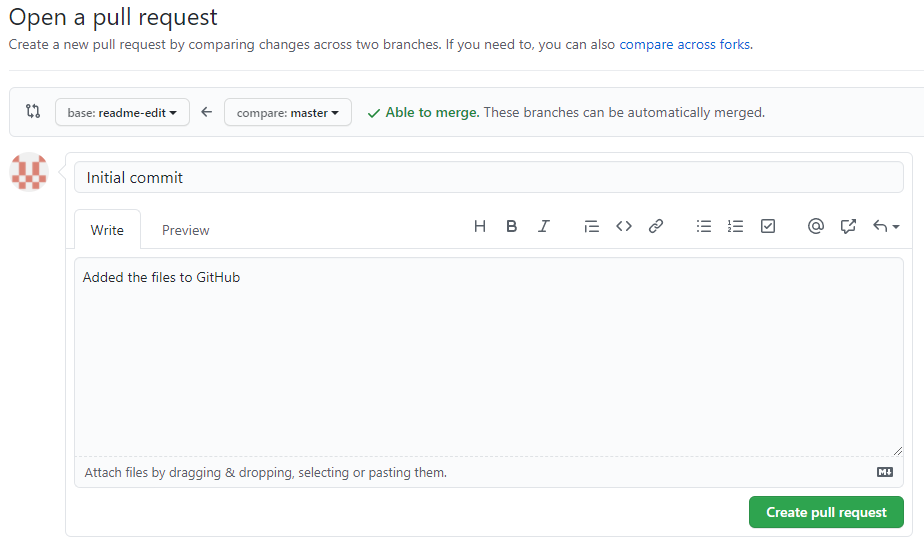 Open a pull request
Create a new pull request by comparing changes across two branches. If you need to, you can also compare across forks.
base: readme-edit compare: master Able to merge. These branches can be automatically merged.
Initial commit
Write Preview
Added the files to GitHub
Attach files by dragging & dropping, selecting or pasting them.
Create pull request